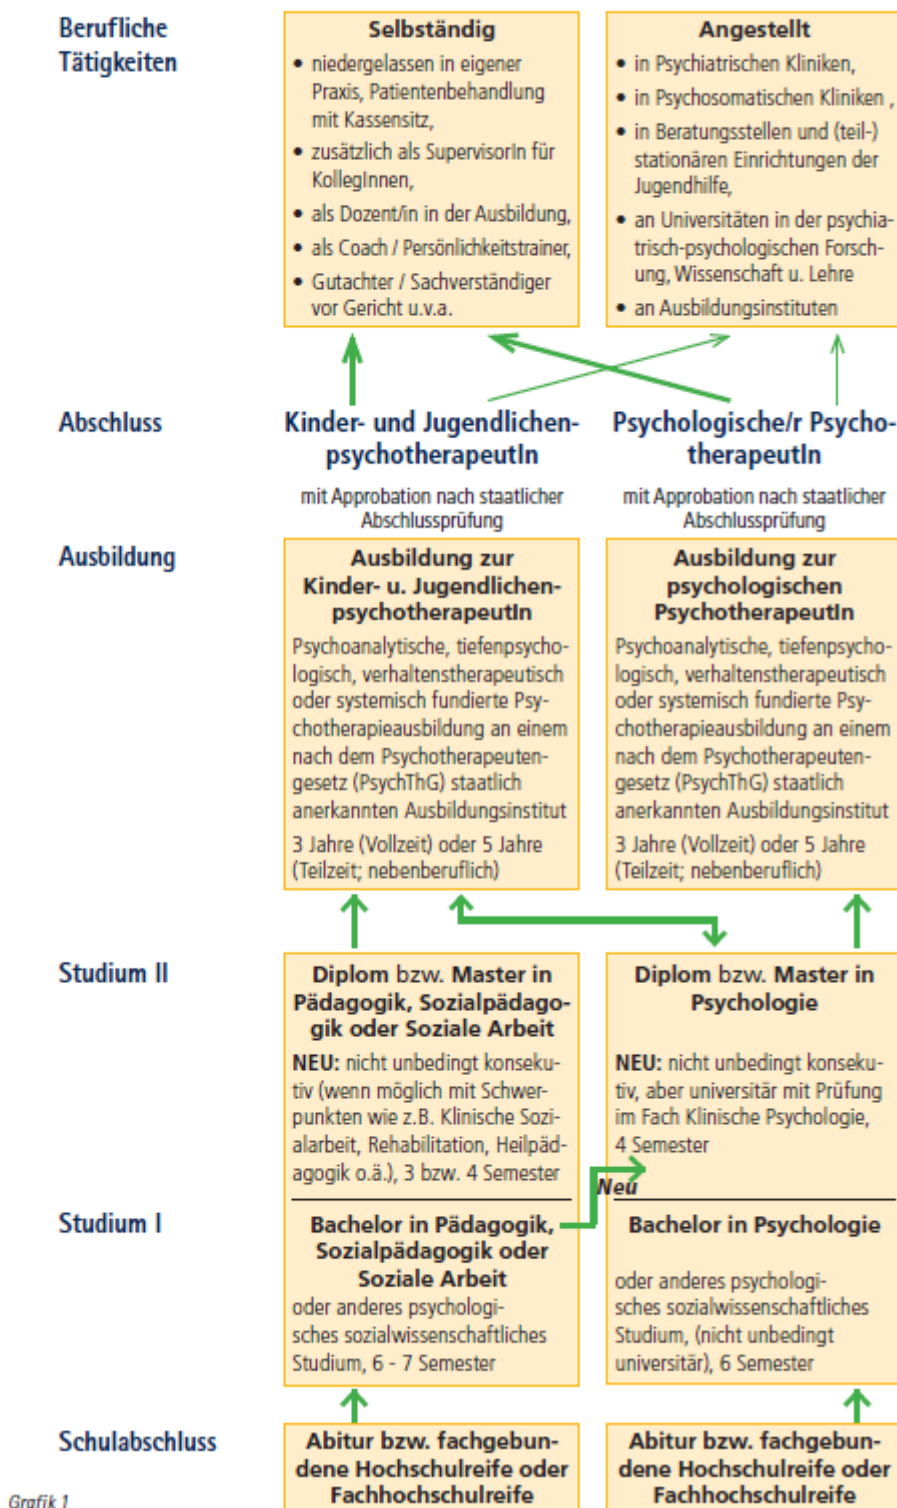 Berufliche
Tätigkeiten
Selbständig
• niedergelassen in eigener
Praxis, Patientenbehandlung
mit Kassensitz,
• zusätzlich als SupervisorIn für
KollegInnen,
• als Dozent/in in der Ausbildung,
• als Coach / Persönlichkeitstrainer,
• Gutachter / Sachverständiger
vor Gericht u.v.a.
Angestellt
• in Psychiatrischen Kliniken,
• in Psychosomatischen Kliniken ,
• in Beratungsstellen und (teil-)
stationären Einrichtungen der
Jugendhilfe,
• an Universitäten in der psychia-
trisch-psychologischen Forsch-
ung, Wissenschaft u. Lehre
• an Ausbildungsinstituten
Abschluss
Kinder- und Jugendlichen-
psychotherapeutIn
mit Approbation nach staatlicher
Abschlussprüfung
Psychologische/r Psycho-
therapeutIn
mit Approbation nach staatlicher
Abschlussprüfung
Ausbildung
Ausbildung zur
Kinder- u. Jugendlichen-
psychotherapeutIn
Psychoanalytische, tiefenpsycho-
logisch, verhaltenstherapeutisch
oder systemisch fundierte Psy-
chotherapieausbildung an einem
nach dem Psychotherapeuten-
gesetz (PsychThG) staatlich
anerkannten Ausbildungsinstitut
3 Jahre (Vollzeit) oder 5 Jahre
(Teilzeit; nebenberuflich)
Ausbildung zur
psychologischen
PsychotherapeutIn
Psychoanalytische, tiefenpsycho-
logisch, verhaltenstherapeutisch
oder systemisch fundierte Psy-
chotherapieausbildung an einem
nach dem Psychotherapeuten-
gesetz (PsychThG) staatlich
anerkannten Ausbildungsinstitut
3 Jahre (Vollzeit) oder 5 Jahre
(Teilzeit; nebenberuflich)
Studium II
Diplom bzw. Master in
Pädagogik, Sozialpädago-
gik oder Soziale Arbeit
NEU: nicht unbedingt konseku-
tiv (wenn möglich mit Schwer-
punkten wie z.B. Klinische Sozi-
alarbeit, Rehabilitation, Heilpäd-
agogik o.ä.), 3 bzw. 4 Semester
Diplom bzw. Master in
Psychologie
NEU: nicht unbedingt konseku-
tiv, aber universitär mit Prüfung
im Fach Klinische Psychologie,
4 Semester
Neu
Studium I
Bachelor in Pädagogik,
Sozialpädagogik oder
Soziale Arbeit
oder anderes psychologi-
sches sozialwissenschaftliches
Studium, 6 - 7 Semester
Bachelor in Psychologie
oder anderes psychologi-
sches sozialwissenschaftliches
Studium, (nicht unbedingt
universitär), 6 Semester
Schulabschluss
Abitur bzw. fachgebun-
dene Hochschulreife oder
Fachhochschulreife
Abitur bzw. fachgebun-
dene Hochschulreife oder
Fachhochschulreife
Grafik 1